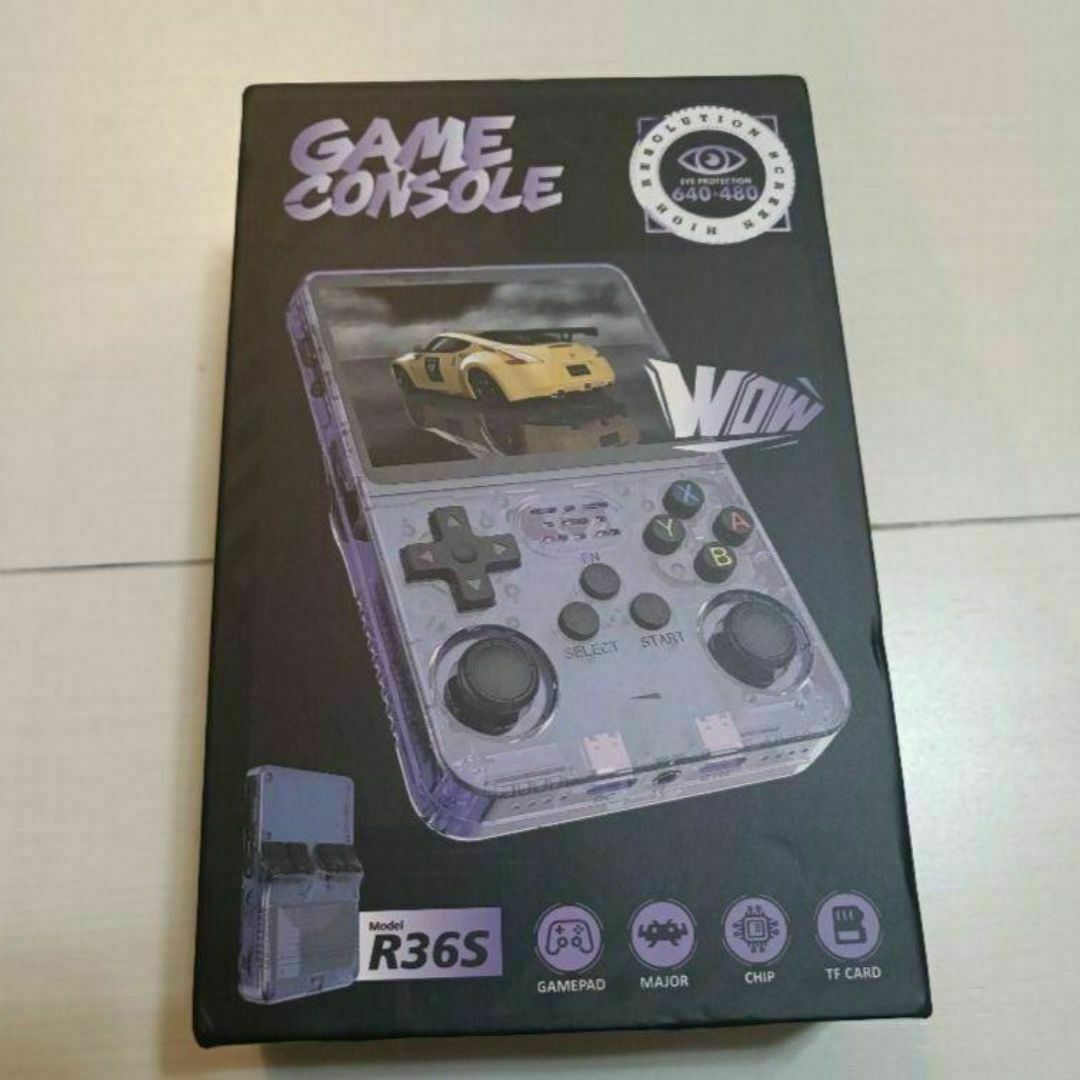 GAME
CONSOLE
HIGH RESOLUTION SCREEN
EYE PROTECTION
640·480
WOW
X
Y
A
B
FN
SELECT
START
Model
R36S
GAMEPAD
MAJOR
CHIP
TF CARD